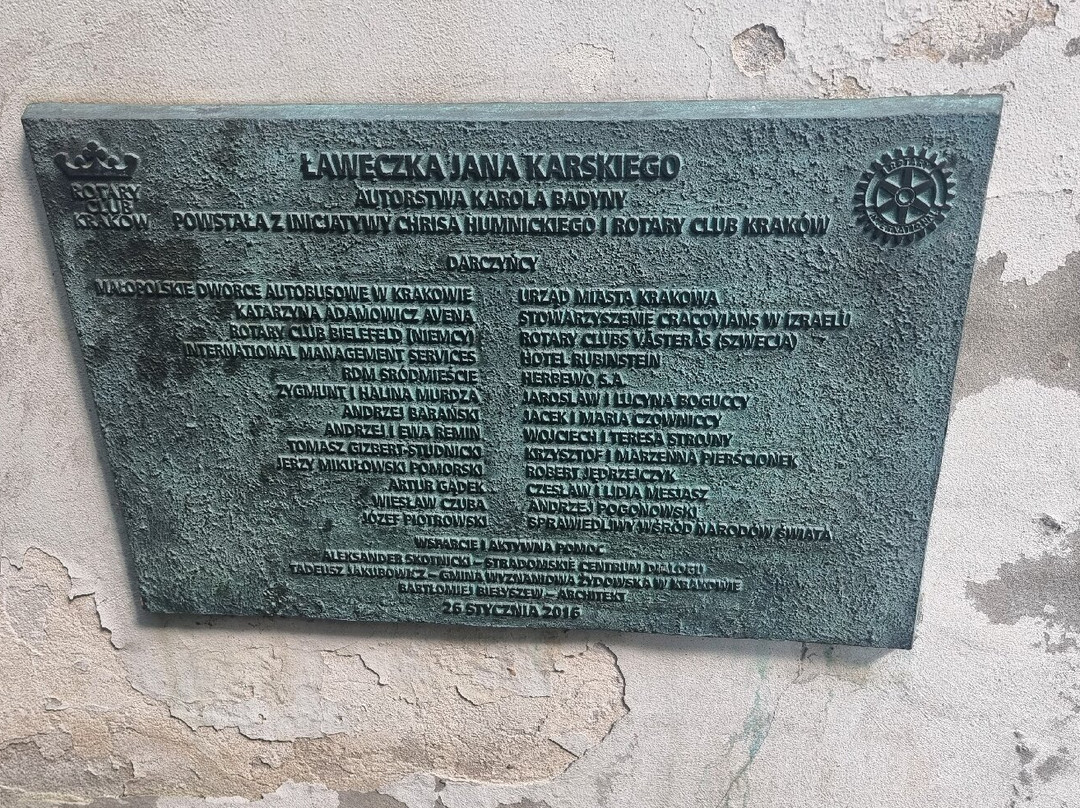 ROTARY
CLUB
KRAKÓW
ŁAWĘCZKA JANA KARSKIEGO
AUTORSTWA KAROLA BADYNY
POWSTAŁA Z INICJATYWY CHRISA HUMNICKIEGO I ROTARY CLUB KRAKÓW
ROTARY
INTERNATIONAL
DARCZYŃCY
MAŁOPOLSKIE DWORCE AUTOBUSOWE W KRAKOWIE
KATARZYNA ADAMOWICZ AVENA
ROTARY CLUB BIELEFELD (NIEMCY)
INTERNATIONAL MANAGEMENT SERVICES
RDM ŚRÓDMIEŚCIE
ZYGMUNT I HALINA MURDZA
ANDRZEJ BARAŃSKI
ANDRZEJ I EWA REMIN
TOMASZ GIZBERT-STUDNICKI
JERZY MIKUŁOWSKI POMORSKI
ARTUR GĄDEK
WIESŁAW CZUBA
JÓZEF PIOTROWSKI
URZĄD MIASTA KRAKOWA
STOWARZYSZENIE CRACOVIANS W IZRAELU
ROTARY CLUBS VÄSTERÅS (SZWECJA)
HOTEL RUBINSTEIN
HERBEWO S.A.
JAROSŁAW I LUCYNA BOGUCCY
JACEK I MARIA CZOWNICCY
WOJCIECH I TERESA STROJNY
KRZYSZTOF I MARZENNA PIERŚCIONEK
ROBERT JĘDRZEJCZYK
CZESŁAW I LIDIA MESJASZ
ANDRZEJ POGONOWSKI
SPRAWIEDLIWY WŚRÓD NARODÓW ŚWIATA
WSPARCIE I AKTYWNA POMOC
ALEKSANDER SKOTNICKI – STRADOMSKIE CENTRUM DIALOGU
TADEUSZ JAKUBOWICZ – GMINA WYZNANIOWA ŻYDOWSKA W KRAKOWIE
BARTŁOMIEJ BIEŁYSZEW – ARCHITEKT
26 STYCZNIA 2016